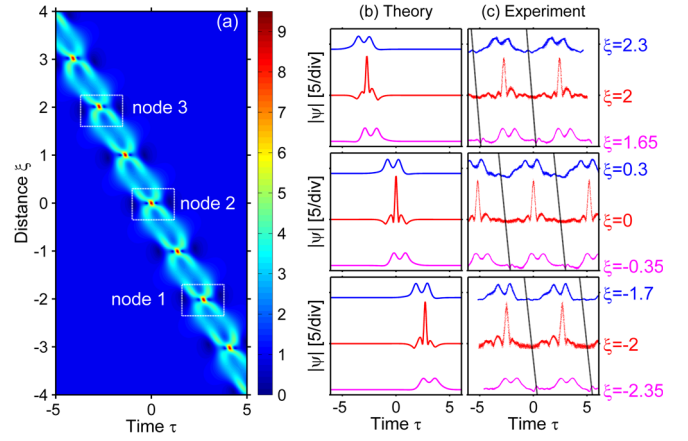 (a)
(b) Theory
(c) Experiment
Distance ξ
4
3
2
1
0
-1
-2
-3
-4
node 3
node 2
node 1
-5
0
5
Time τ
9
8
7
6
5
4
3
2
1
0
|ψ| [5/div]
ξ=2.3
ξ=2
ξ=1.65
|ψ| [5/div]
ξ=0.3
ξ=0
ξ=-0.35
|ψ| [5/div]
ξ=-1.7
ξ=-2
ξ=-2.35
-5
0
5
Time τ
-5
0
5
Time τ